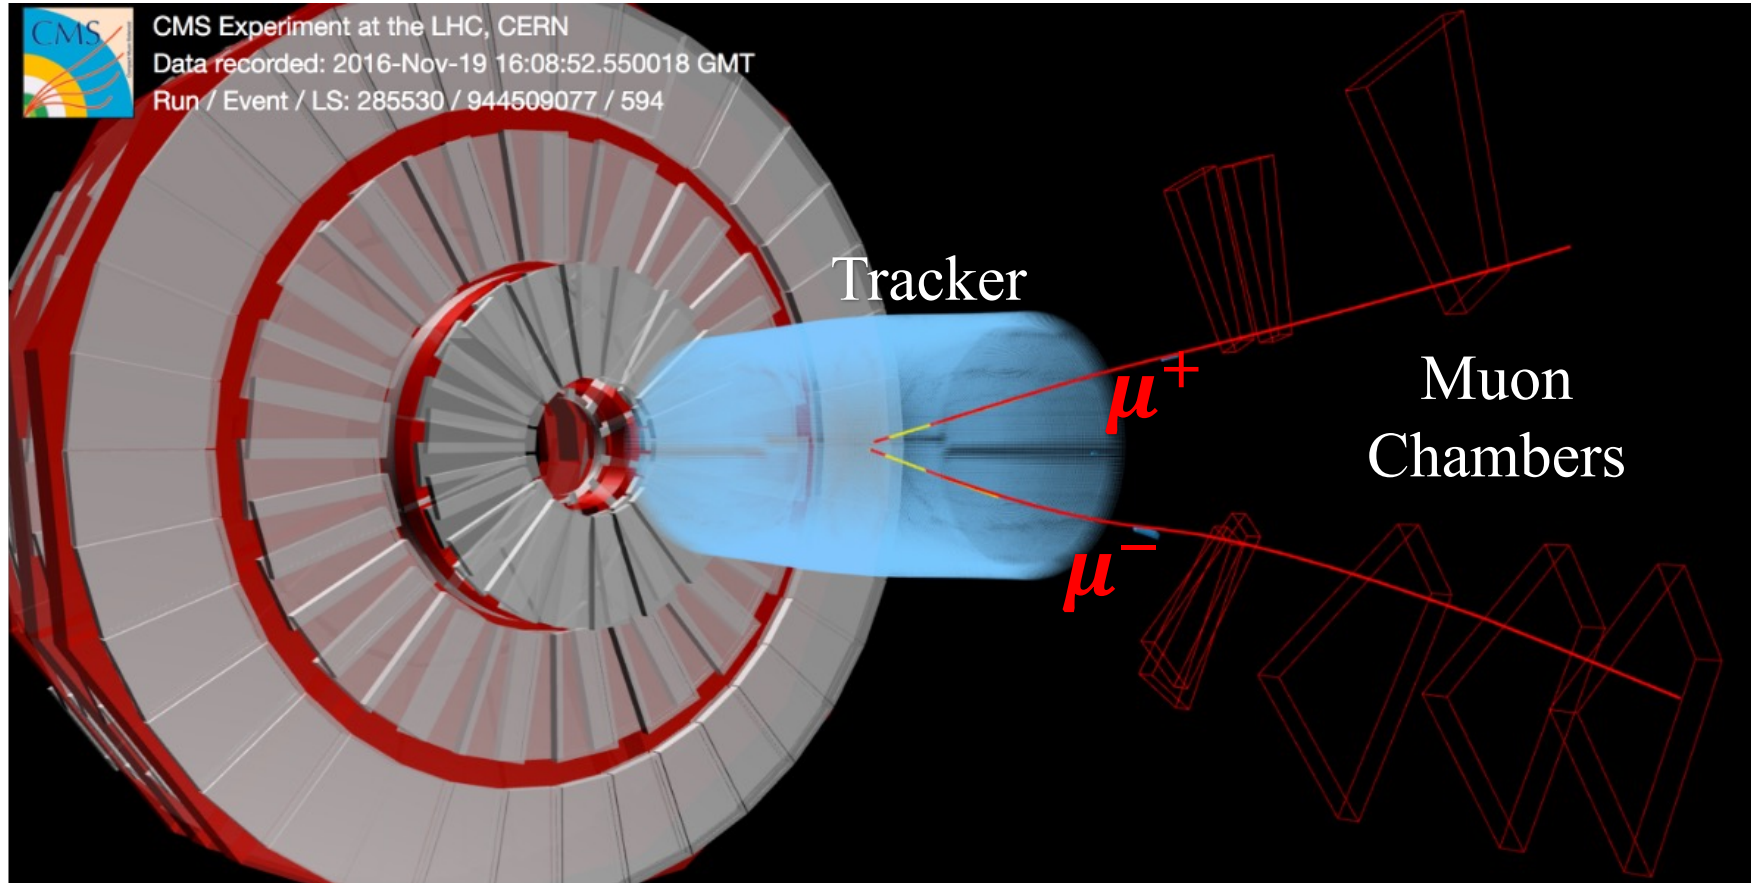 CMS
CMS Experiment at the LHC, CERN
Data recorded: 2016-Nov-19 16:08:52.550018 GMT
Run / Event / LS: 285530 / 944509077 / 594
Tracker
μ⁺
Muon
Chambers
μ⁻